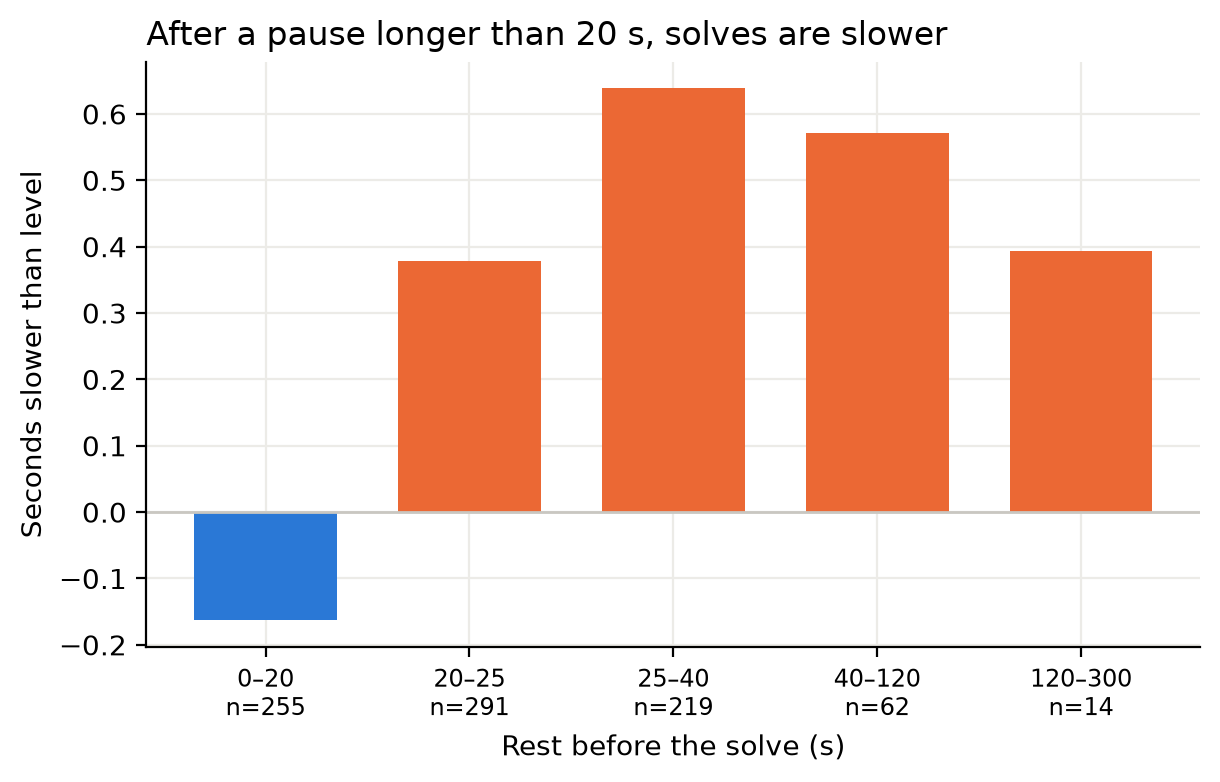 After a pause longer than 20 s, solves are slower
Seconds slower than level
0.6
0.5
0.4
0.3
0.2
0.1
0.0
−0.1
−0.2
0–20
n=255
20–25
n=291
25–40
n=219
40–120
n=62
120–300
n=14
Rest before the solve (s)